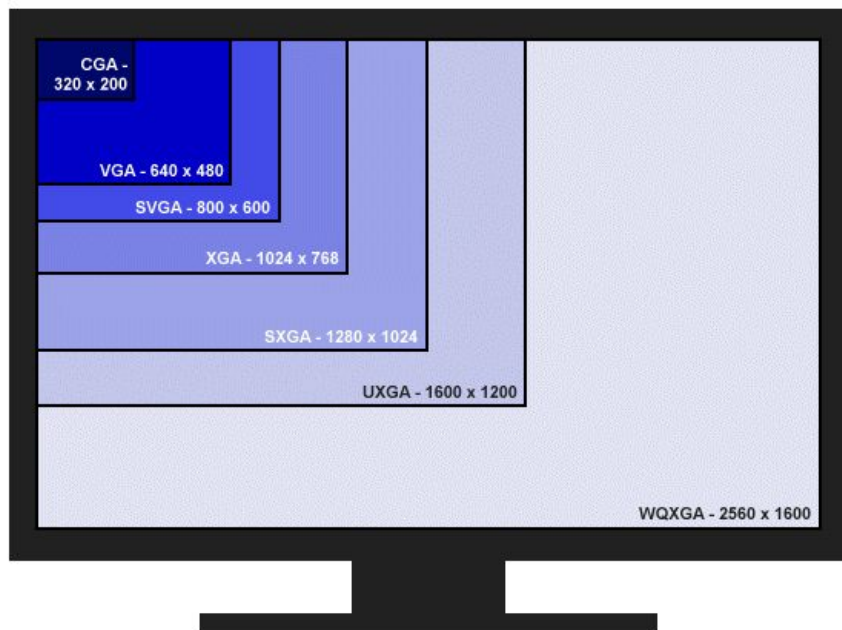 CGA -
320 x 200
VGA - 640 x 480
SVGA - 800 x 600
XGA - 1024 x 768
SXGA - 1280 x 1024
UXGA - 1600 x 1200
WQXGA - 2560 x 1600